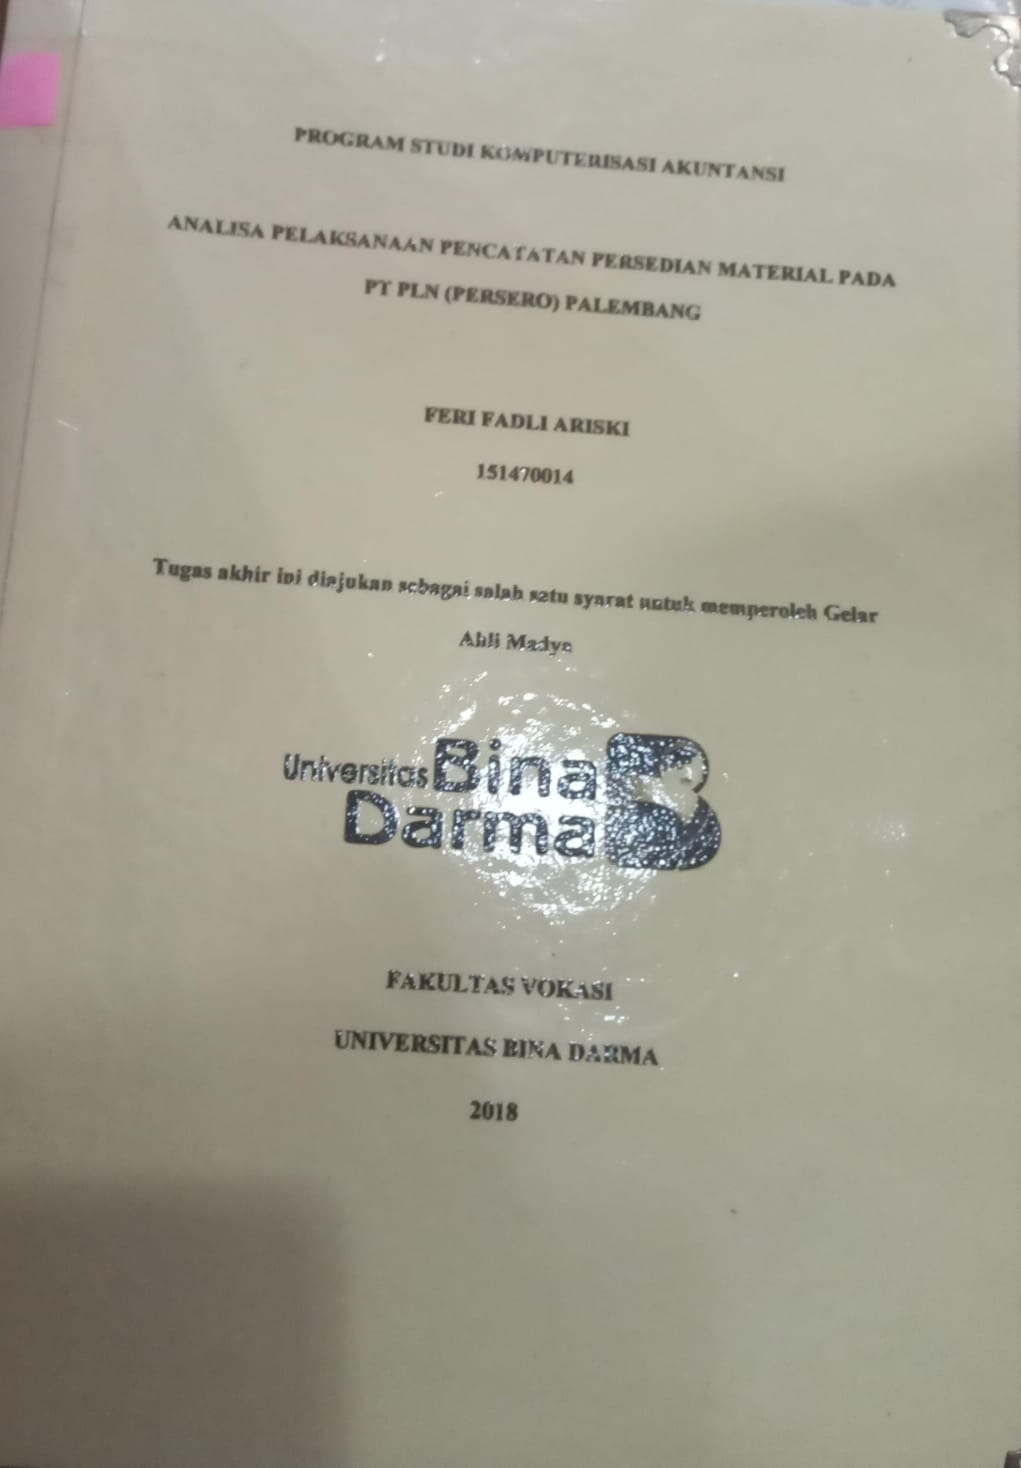 PROGRAM STUDI KOMPUTERISASI AKUNTANSI
ANALISA PELAKSANAAN PENCATATAN PERSEDIAN MATERIAL PADA
PT PLN (PERSERO) PALEMBANG
FERI FADLI ARISKI
151470014
Tugas akhir ini diajukan sebagai salah satu syarat untuk memperoleh Gelar
Ahli Madya
Universitas Bina
Darma
FAKULTAS VOKASI
UNIVERSITAS BINA DARMA
2018